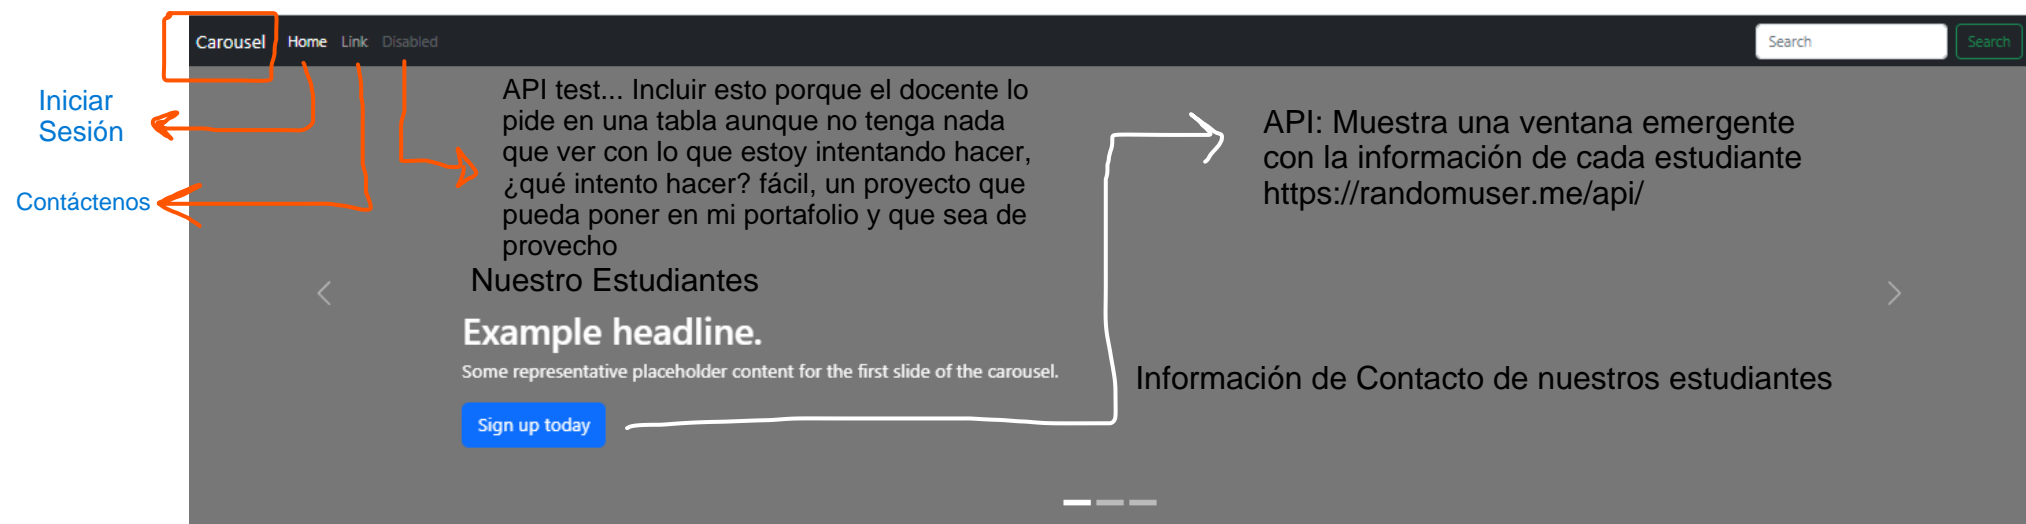 Carousel Home Link Disabled Search Search
Iniciar
Sesión
Contáctenos
API test... Incluir esto porque el docente lo
pide en una tabla aunque no tenga nada
que ver con lo que estoy intentando hacer,
¿qué intento hacer? fácil, un proyecto que
pueda poner en mi portafolio y que sea de
provecho
API: Muestra una ventana emergente
con la información de cada estudiante
https://randomuser.me/api/
Nuestro Estudiantes
Example headline.
Some representative placeholder content for the first slide of the carousel.
Información de Contacto de nuestros estudiantes
Sign up today